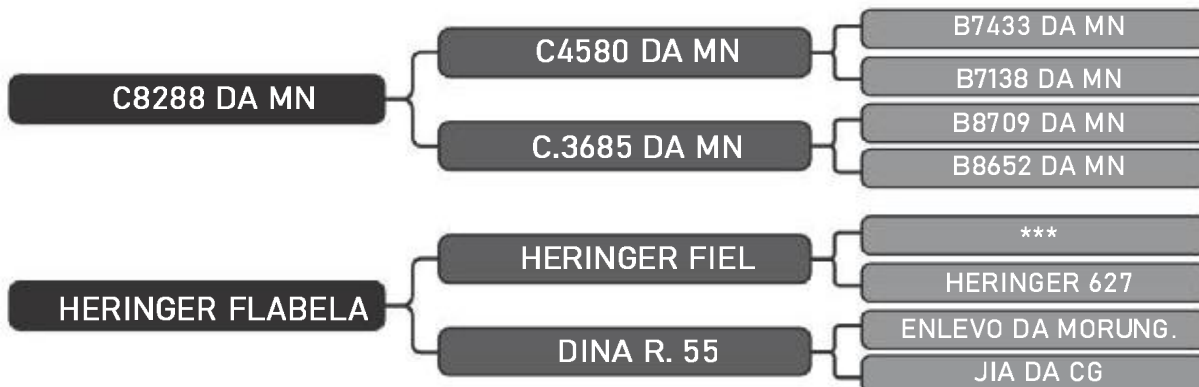 C8288 DA MN
C4580 DA MN
B7433 DA MN
B7138 DA MN
C.3685 DA MN
B8709 DA MN
B8652 DA MN
HERINGER FLABELA
HERINGER FIEL
***
HERINGER 627
DINA R. 55
ENLEVO DA MORUNG.
JIA DA CG